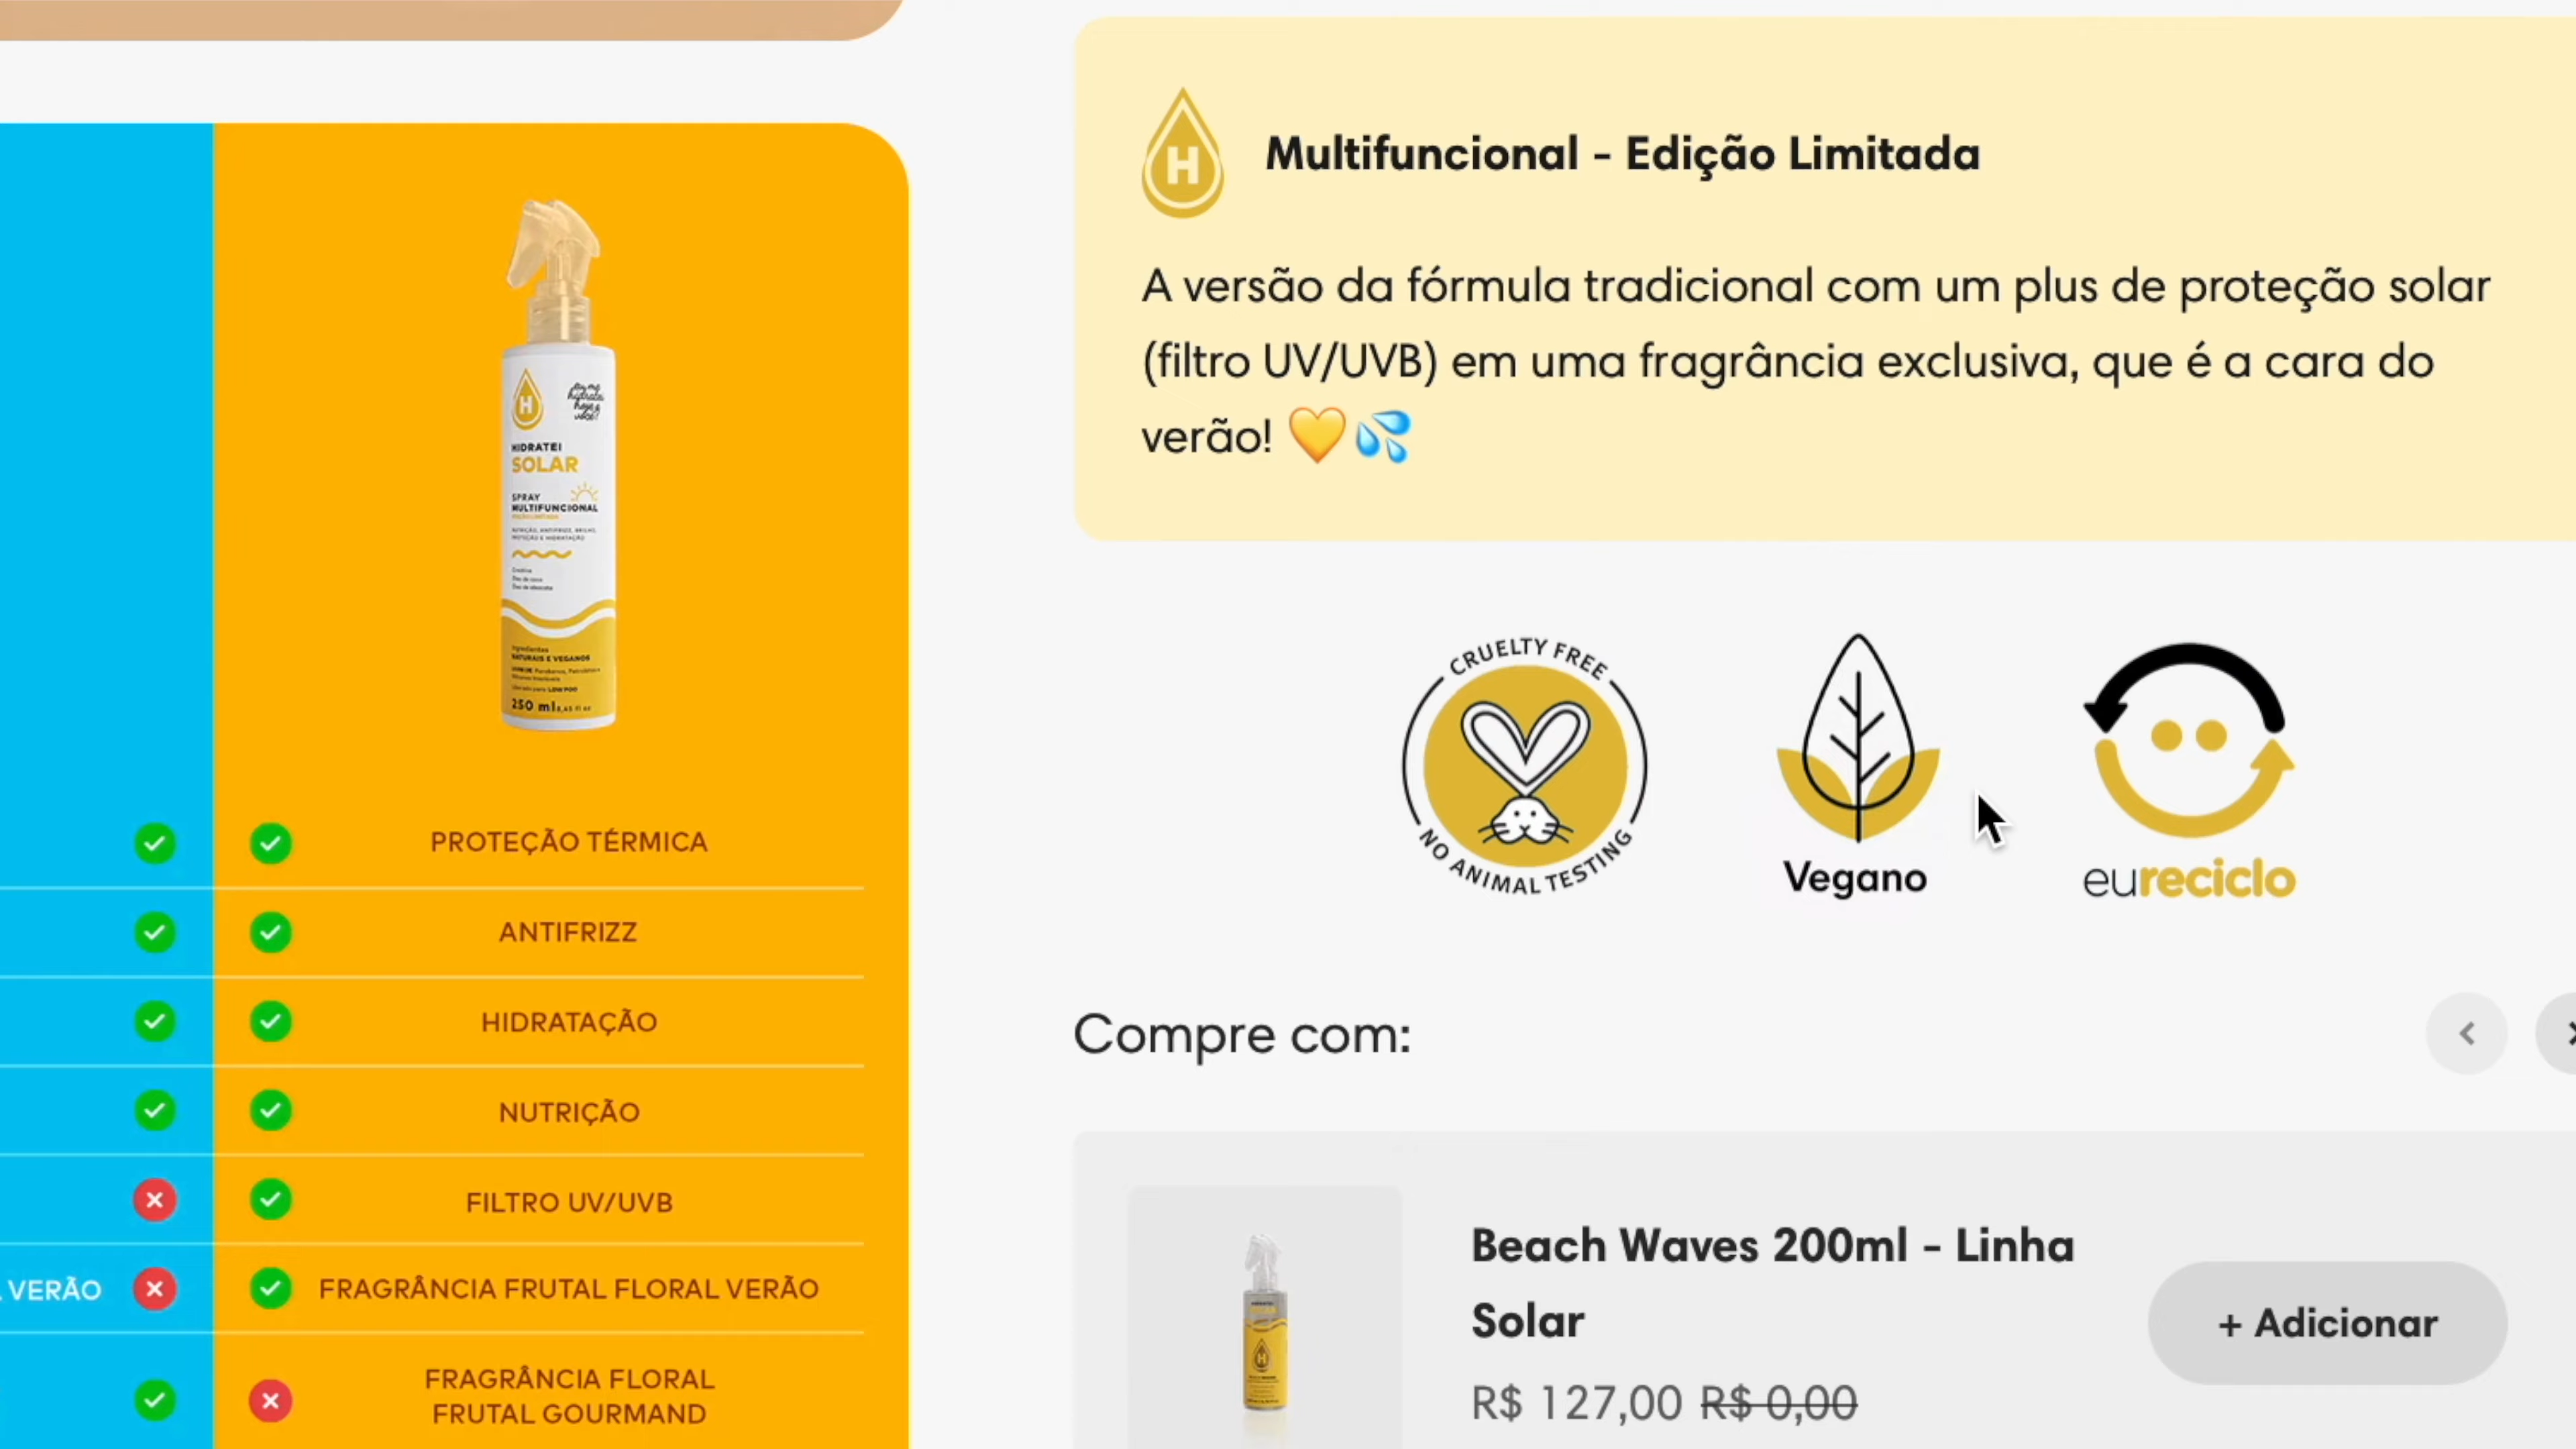 H
HIDRATEI
SOLAR
SPRAY
MULTIFUNCIONAL
Ingredientes
NATURAIS E VEGANOS
250 ml
PROTEÇÃO TÉRMICA
ANTIFRIZZ
HIDRATAÇÃO
NUTRIÇÃO
FILTRO UV/UVB
VERÃO
FRAGRÂNCIA FRUTAL FLORAL VERÃO
FRAGRÂNCIA FLORAL
FRUTAL GOURMAND
H
Multifuncional - Edição Limitada
A versão da fórmula tradicional com um plus de proteção solar
(filtro UV/UVB) em uma fragrância exclusiva, que é a cara do
verão! 💛💦
CRUELTY FREE
NO ANIMAL TESTING
Vegano
eureciclo
Compre com:
Beach Waves 200ml - Linha
Solar
+ Adicionar
R$ 127,00 R$ 0,00